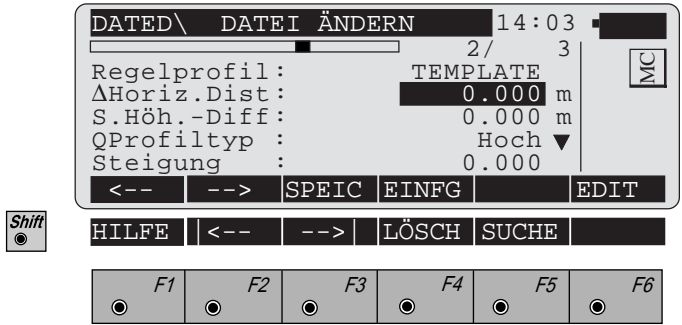 DATED\ DATEI ÄNDERN 14:03
2/ 3
MC
Regelprofil: TEMPLATE
ΔHoriz.Dist: 0.000 m
S.Höh.-Diff: 0.000 m
QProfiltyp : Hoch ▼
Steigung : 0.000
<-- --> SPEIC EINFG EDIT
Shift
HILFE |<-- -->| LÖSCH SUCHE
F1 F2 F3 F4 F5 F6